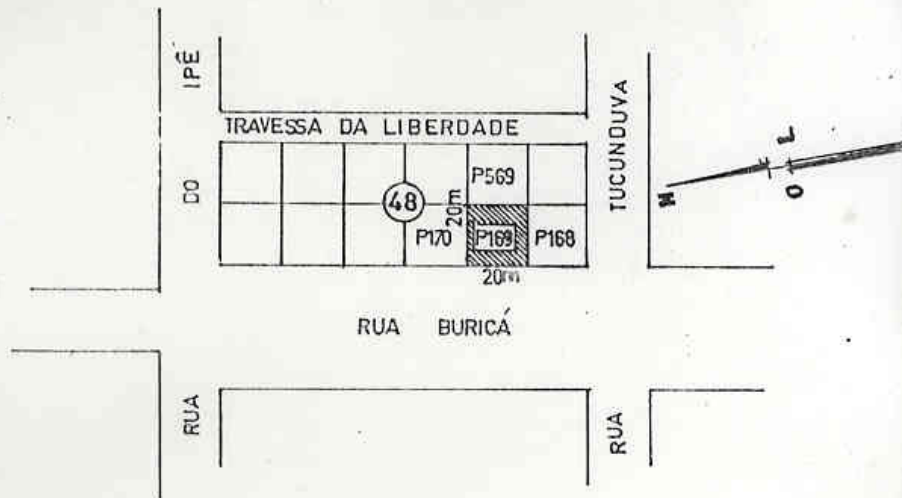 IPÊ
TRAVESSA DA LIBERDADE
TUCUNDUVA
L
N
O
DO
P569
48
20m
P170
P169
P168
20m
RUA BURICÁ
RUA
RUA